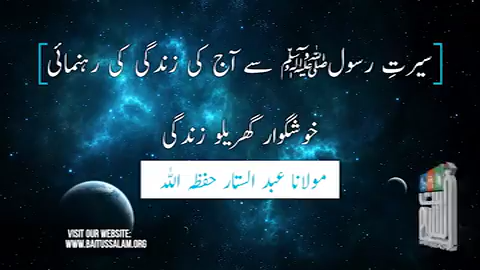 سیرتِ رسول ﷺ سے آج کی زندگی کی رہنمائی
خوشگوار گھریلو زندگی
مولانا عبد الستار حفظہ اللہ
VISIT OUR WEBSITE:
WWW.BAITUSSALAM.ORG